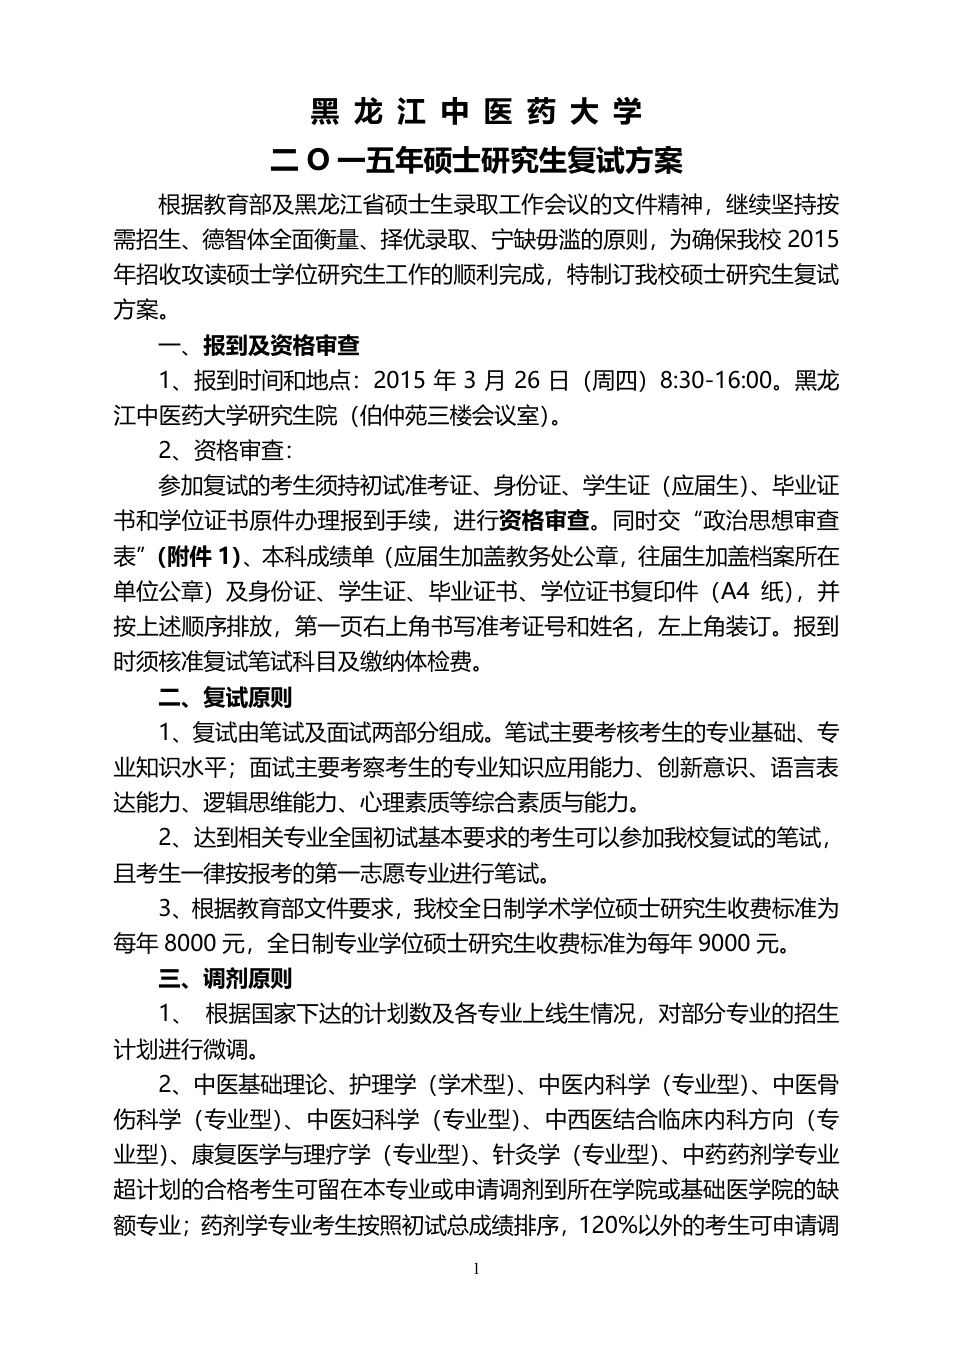 黑 龙 江 中 医 药 大 学
二 O 一五年硕士研究生复试方案
根据教育部及黑龙江省硕士生录取工作会议的文件精神，继续坚持按
需招生、德智体全面衡量、择优录取、宁缺毋滥的原则，为确保我校 2015
年招收攻读硕士学位研究生工作的顺利完成，特制订我校硕士研究生复试
方案。
一、报到及资格审查
1、报到时间和地点：2015 年 3 月 26 日（周四）8:30-16:00。黑龙
江中医药大学研究生院（伯仲苑三楼会议室）。
2、资格审查：
参加复试的考生须持初试准考证、身份证、学生证（应届生）、毕业证
书和学位证书原件办理报到手续，进行资格审查。同时交“政治思想审查
表”（附件 1）、本科成绩单（应届生加盖教务处公章，往届生加盖档案所在
单位公章）及身份证、学生证、毕业证书、学位证书复印件（A4 纸），并
按上述顺序排放，第一页右上角书写准考证号和姓名，左上角装订。报到
时须核准复试笔试科目及缴纳体检费。
二、复试原则
1、复试由笔试及面试两部分组成。笔试主要考核考生的专业基础、专
业知识水平；面试主要考察考生的专业知识应用能力、创新意识、语言表
达能力、逻辑思维能力、心理素质等综合素质与能力。
2、达到相关专业全国初试基本要求的考生可以参加我校复试的笔试，
且考生一律按报考的第一志愿专业进行笔试。
3、根据教育部文件要求，我校全日制学术学位硕士研究生收费标准为
每年 8000 元，全日制专业学位硕士研究生收费标准为每年 9000 元。
三、调剂原则
1、 根据国家下达的计划数及各专业上线生情况，对部分专业的招生
计划进行微调。
2、中医基础理论、护理学（学术型）、中医内科学（专业型）、中医骨
伤科学（专业型）、中医妇科学（专业型）、中西医结合临床内科方向（专
业型）、康复医学与理疗学（专业型）、针灸学（专业型）、中药药剂学专业
超计划的合格考生可留在本专业或申请调剂到所在学院或基础医学院的缺
额专业；药剂学专业考生按照初试总成绩排序，120%以外的考生可申请调
1